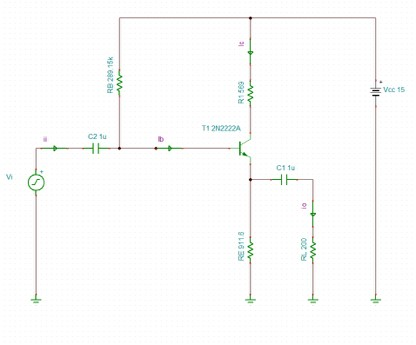 Ic
RB 289.15k
R1 569
Vcc 15
T1 2N2222A
ii
C2 1u
Ib
Vi
C1 1u
io
RE 911.8
RL 200